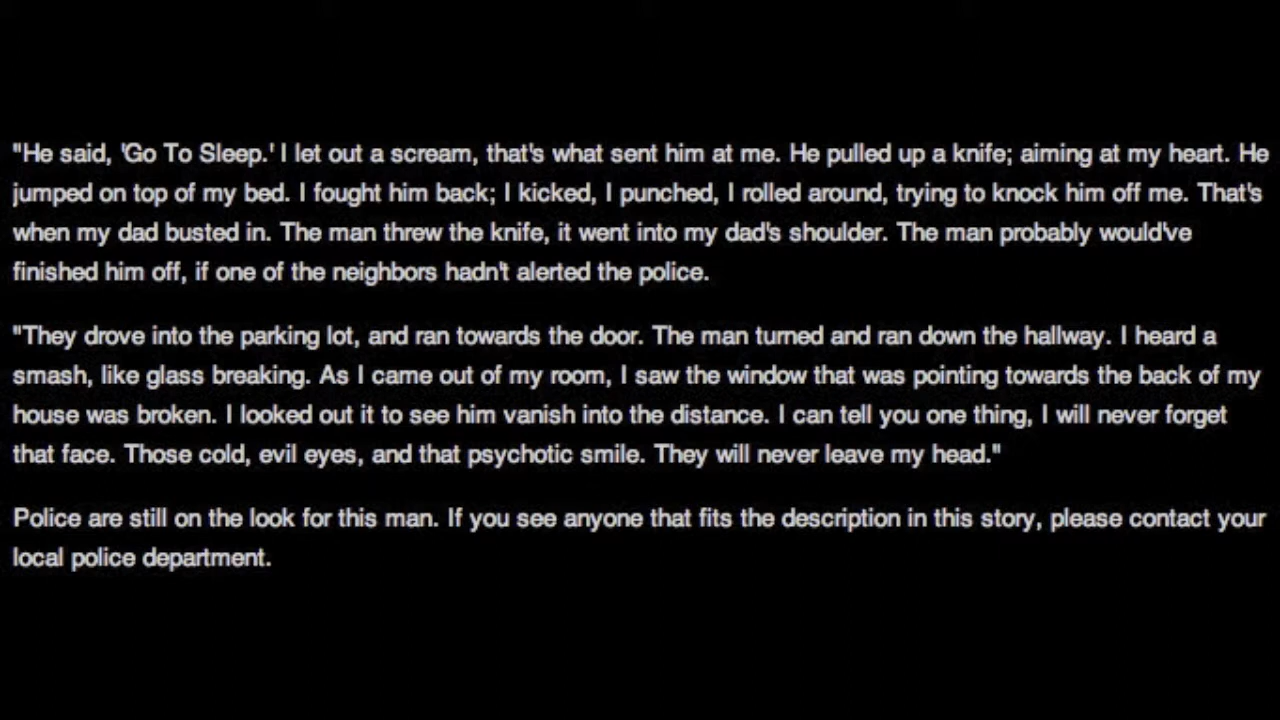 "He said, 'Go To Sleep.' I let out a scream, that's what sent him at me. He pulled up a knife; aiming at my heart. He
jumped on top of my bed. I fought him back; I kicked, I punched, I rolled around, trying to knock him off me. That's
when my dad busted in. The man threw the knife, it went into my dad's shoulder. The man probably would've
finished him off, if one of the neighbors hadn't alerted the police.
"They drove into the parking lot, and ran towards the door. The man turned and ran down the hallway. I heard a
smash, like glass breaking. As I came out of my room, I saw the window that was pointing towards the back of my
house was broken. I looked out it to see him vanish into the distance. I can tell you one thing, I will never forget
that face. Those cold, evil eyes, and that psychotic smile. They will never leave my head."
Police are still on the look for this man. If you see anyone that fits the description in this story, please contact your
local police department.